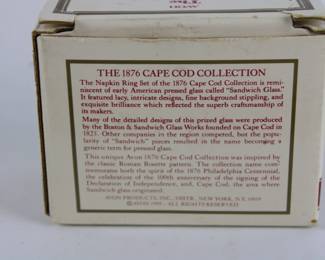 AVON
The
THE 1876 CAPE COD COLLECTION
The Napkin Ring Set of the 1876 Cape Cod Collection is remi-
niscent of early American pressed glass called "Sandwich Glass."
It featured lacy, intricate designs, fine background stippling, and
exquisite brilliance which reflected the superb craftsmanship of
its makers.
Many of the detailed designs of this prized glass were produced
by the Boston & Sandwich Glass Works founded on Cape Cod in
1825. Other companies in the region competed, but the popu-
larity of "Sandwich" pieces resulted in the name becoming a
generic term for pressed glass.
This unique Avon 1876 Cape Cod Collection was inspired by
the classic Roman Rosette pattern. The collection name com-
memorates both the spirit of the 1876 Philadelphia Centennial,
the celebration of the 100th anniversary of the signing of the
Declaration of Independence, and, Cape Cod, the area where
Sandwich glass originated.
AVON PRODUCTS, INC., DISTR., NEW YORK, N.Y. 10019
ALL RIGHTS RESERVED